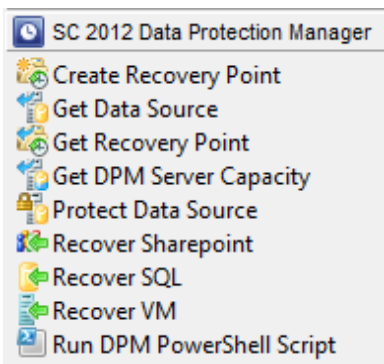 SC 2012 Data Protection Manager
Create Recovery Point
Get Data Source
Get Recovery Point
Get DPM Server Capacity
Protect Data Source
Recover Sharepoint
Recover SQL
Recover VM
Run DPM PowerShell Script